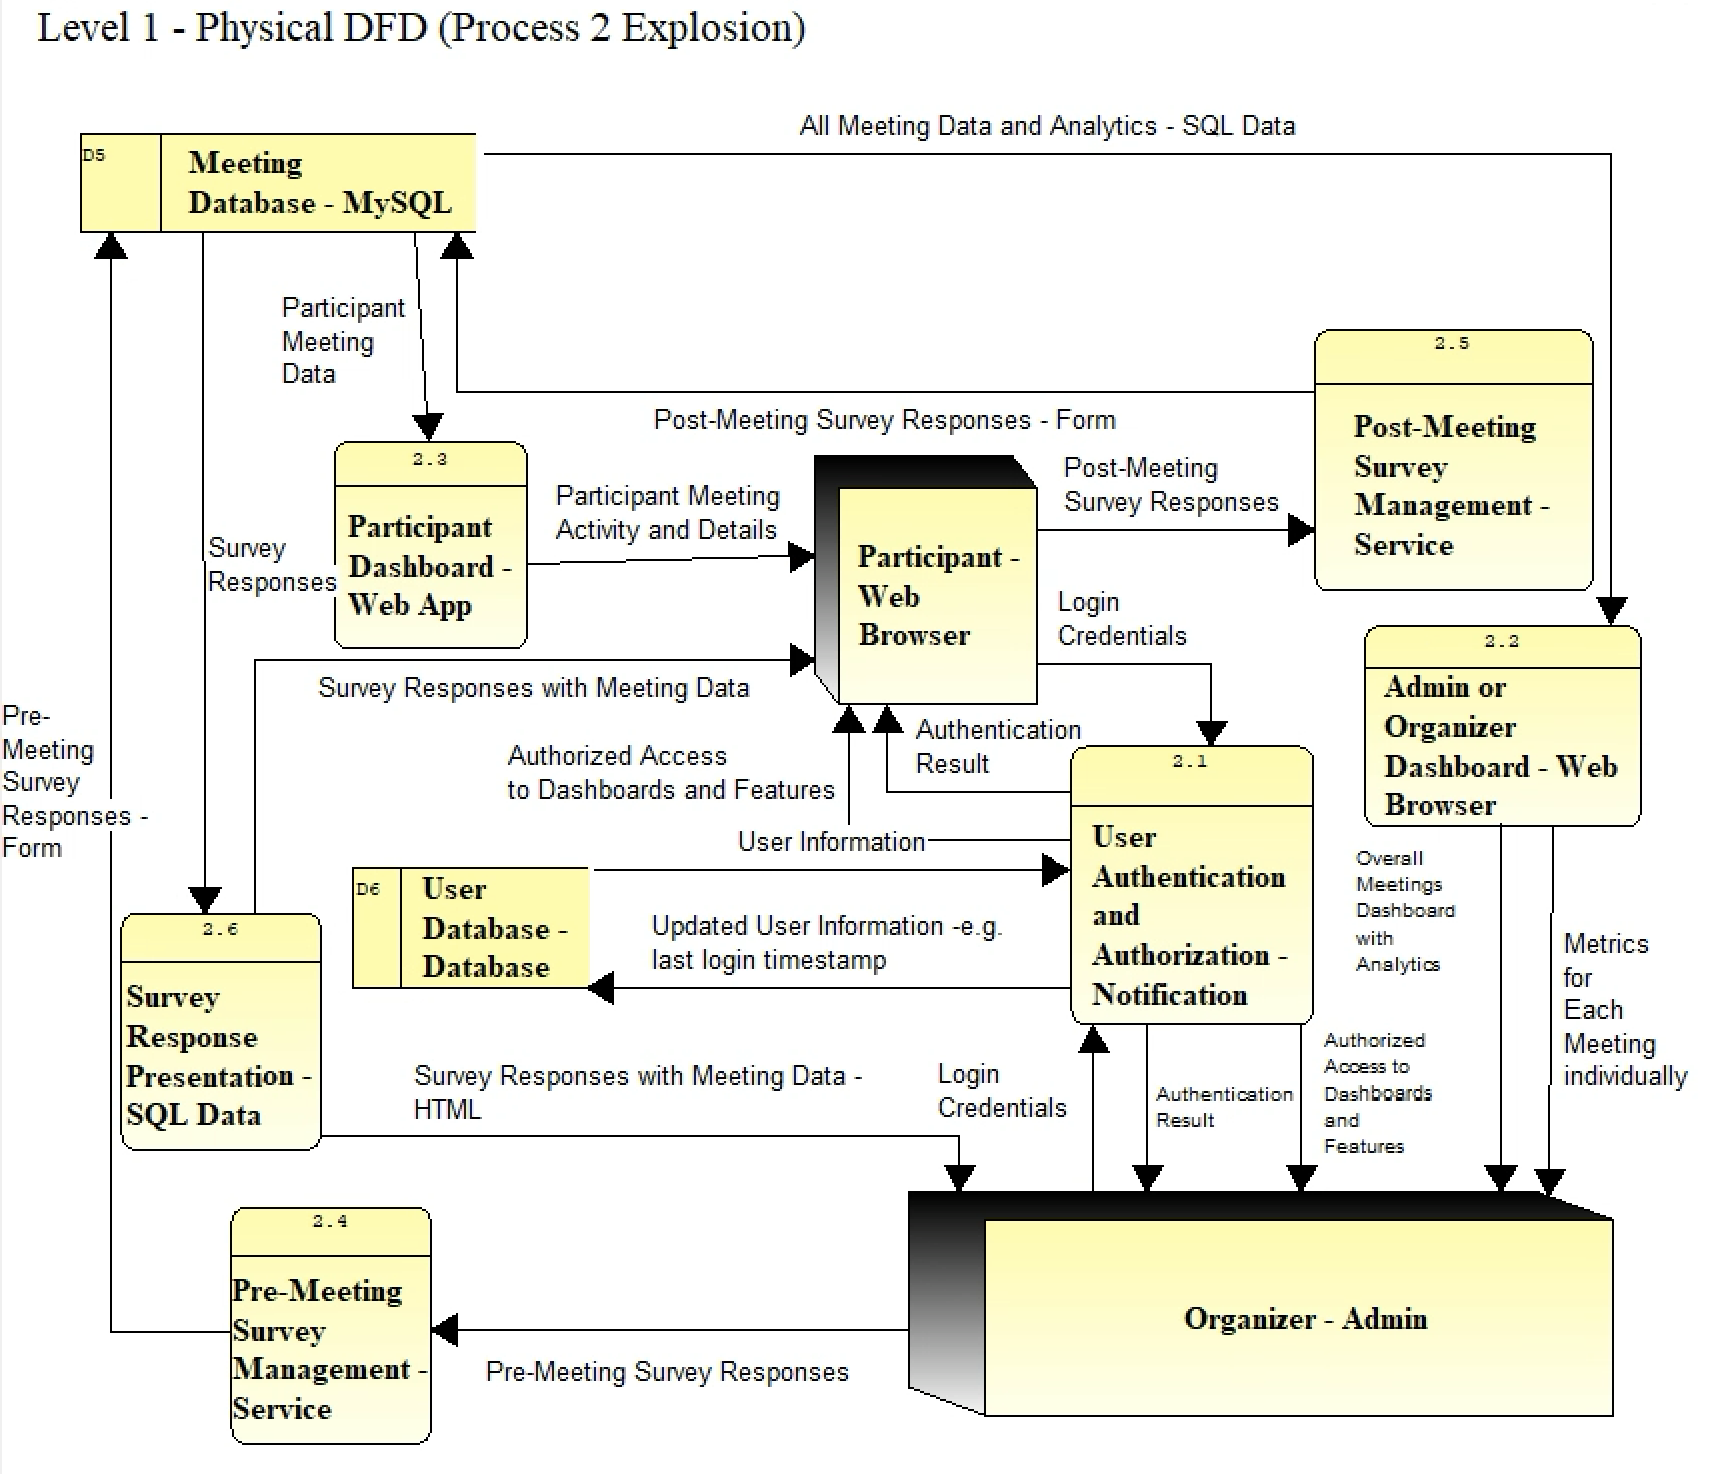 Level 1 - Physical DFD (Process 2 Explosion)
All Meeting Data and Analytics - SQL Data
D5
Meeting
Database - MySQL
Participant
Meeting
Data
2.5
Post-Meeting
Survey
Management -
Service
Post-Meeting Survey Responses - Form
2.3
Participant
Dashboard -
Web App
Participant Meeting
Activity and Details
Participant -
Web
Browser
Post-Meeting
Survey Responses
Survey
Responses
Login
Credentials
2.2
Admin or
Organizer
Dashboard - Web
Browser
Survey Responses with Meeting Data
Pre-
Meeting
Survey
Responses -
Form
Authorized Access
to Dashboards and Features
Authentication
Result
2.1
User
Authentication
and
Authorization -
Notification
User Information
D6
User
Database -
Database
Updated User Information -e.g.
last login timestamp
Overall
Meetings
Dashboard
with
Analytics
Metrics
for
Each
Meeting
individually
2.6
Survey
Response
Presentation -
SQL Data
Survey Responses with Meeting Data -
HTML
Login
Credentials
Authentication
Result
Authorized
Access to
Dashboards
and
Features
2.4
Pre-Meeting
Survey
Management -
Service
Pre-Meeting Survey Responses
Organizer - Admin